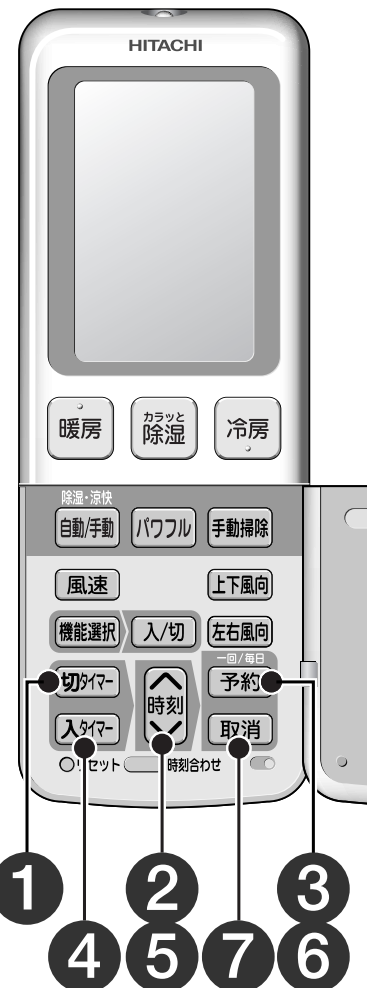 HITACHI
暖房
カラッと
除湿
冷房
除湿・涼快
自動/手動
パワフル
手動掃除
風速
上下風向
機能選択
入/切
左右風向
一回/毎日
切タイマー
時刻
予約
入タイマー
取消
リセット
時刻合わせ
1
2
3
4
5
7
6